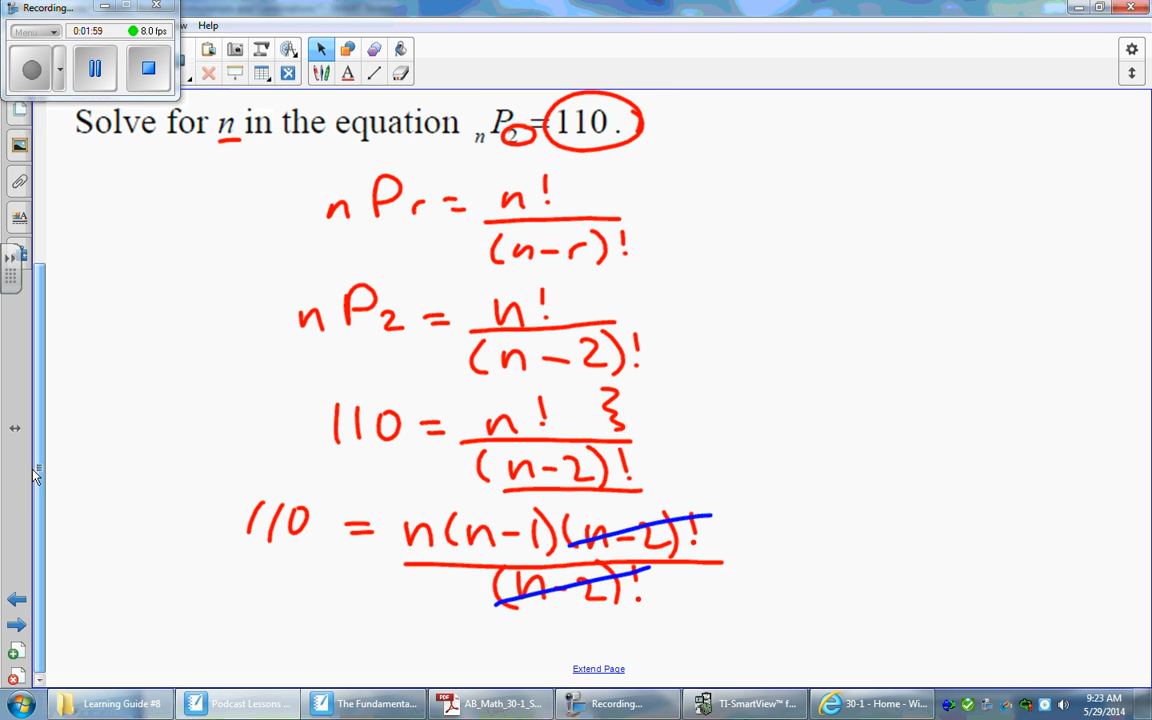 Recording...
Menu 0:01:59 8.0 fps
Help
Solve for n in the equation nP2 = 110.
nPr = n! / (n-r)!
nP2 = n! / (n-2)!
110 = n! / (n-2)!
110 = n(n-1)(n-2)! / (n-2)!
Extend Page
Learning Guide #8
Podcast Lessons ...
The Fundamenta...
AB_Math_30-1_S...
Recording...
TI-SmartView™ f...
30-1 - Home - Wi...
9:23 AM
5/29/2014